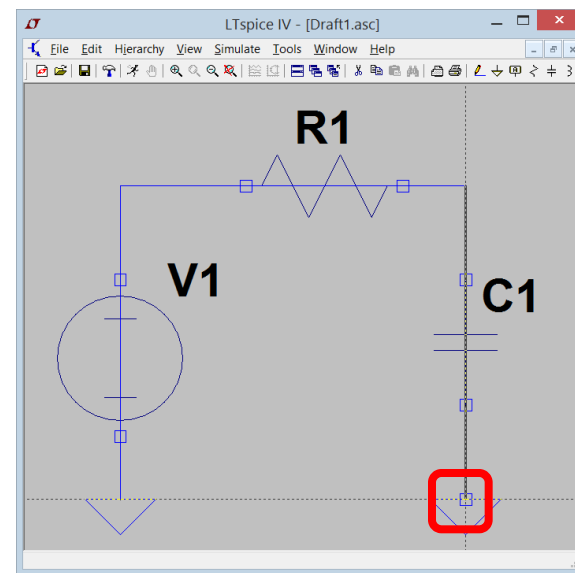 LTspice IV - [Draft1.asc]
File Edit Hierarchy View Simulate Tools Window Help
R1
V1
C1